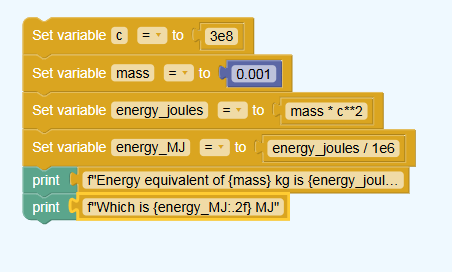 Set variable c = to 3e8
Set variable mass = to 0.001
Set variable energy_joules = to mass * c**2
Set variable energy_MJ = to energy_joules / 1e6
print f"Energy equivalent of {mass} kg is {energy_joul...
print f"Which is {energy_MJ:.2f} MJ"